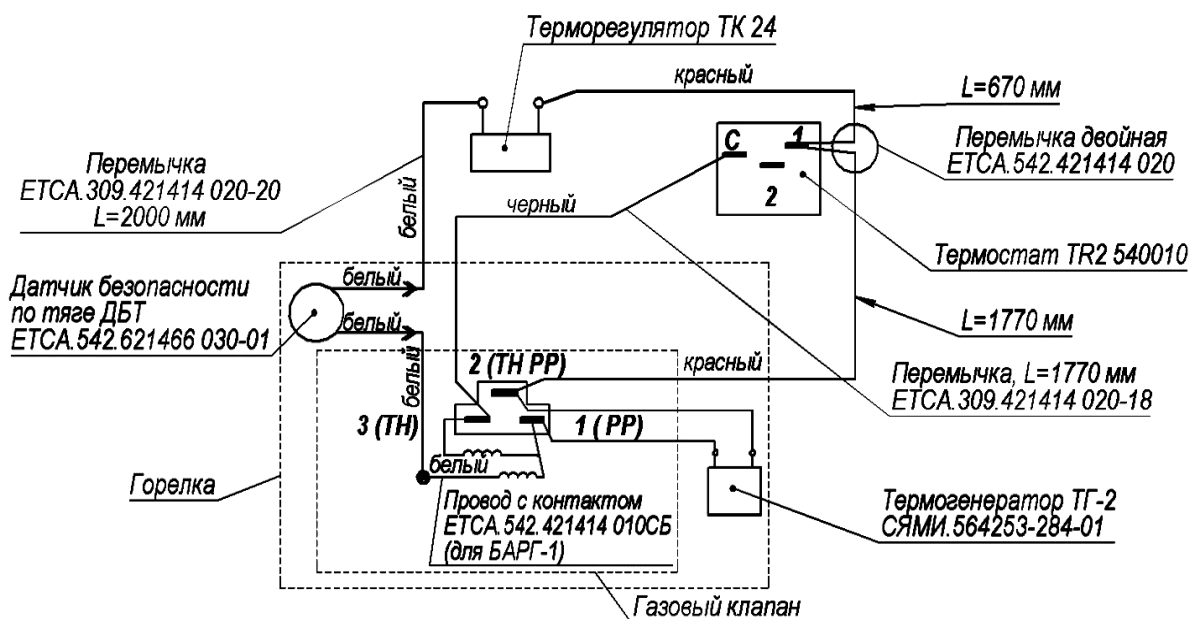 Терморегулятор ТК 24
красный
L=670 мм
Перемычка двойная
ЕТСА.542.421414 020
С
1
2
Перемычка
ЕТСА.309.421414 020-20
L=2000 мм
белый
черный
Термостат TR2 540010
Датчик безопасности
по тяге ДБТ
ЕТСА.542.621466 030-01
белый
белый
белый
L=1770 мм
красный
2 (ТН РР)
Перемычка, L=1770 мм
ЕТСА.309.421414 020-18
3 (ТН)
1 ( РР)
белый
Горелка
Провод с контактом
ЕТСА.542.421414 010СБ
(для БАРГ-1)
Термогенератор ТГ-2
СЯМИ.564253-284-01
Газовый клапан